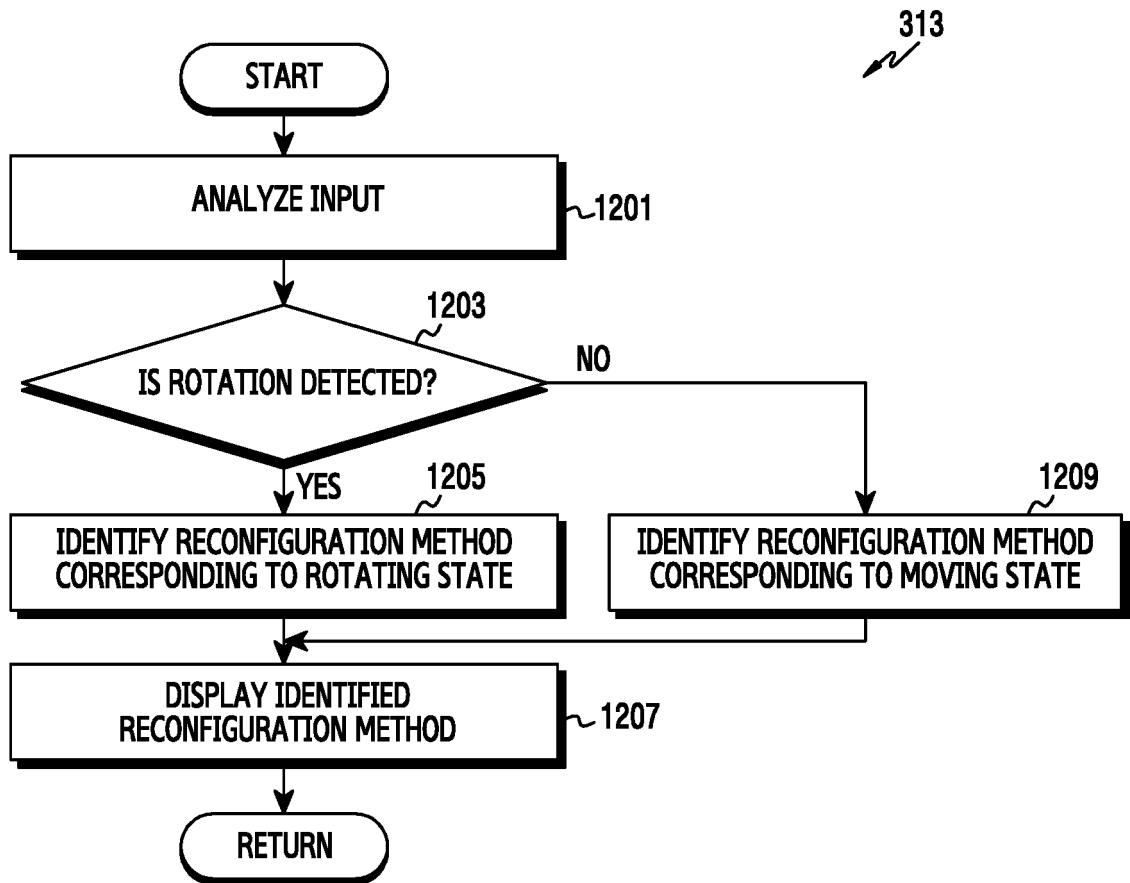 313
START
ANALYZE INPUT
1201
1203
IS ROTATION DETECTED?
NO
YES
1205
IDENTIFY RECONFIGURATION METHOD
CORRESPONDING TO ROTATING STATE
1209
IDENTIFY RECONFIGURATION METHOD
CORRESPONDING TO MOVING STATE
DISPLAY IDENTIFIED
RECONFIGURATION METHOD
1207
RETURN